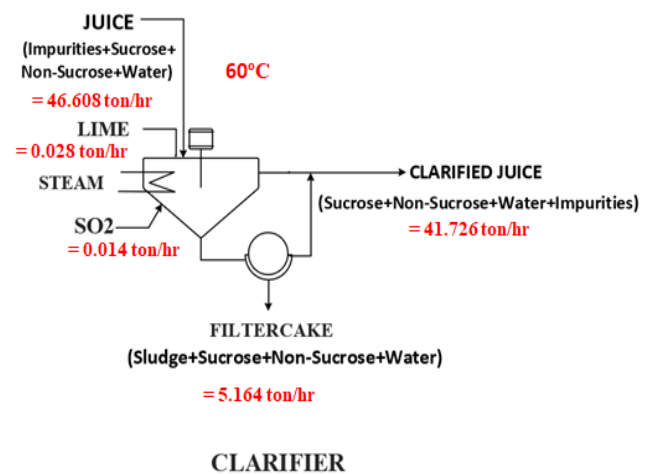 JUICE
(Impurities+Sucrose+
Non-Sucrose+Water)
= 46.608 ton/hr
60°C
LIME
= 0.028 ton/hr
STEAM
SO2
= 0.014 ton/hr
CLARIFIED JUICE
(Sucrose+Non-Sucrose+Water+Impurities)
= 41.726 ton/hr
FILTERCAKE
(Sludge+Sucrose+Non-Sucrose+Water)
= 5.164 ton/hr
CLARIFIER